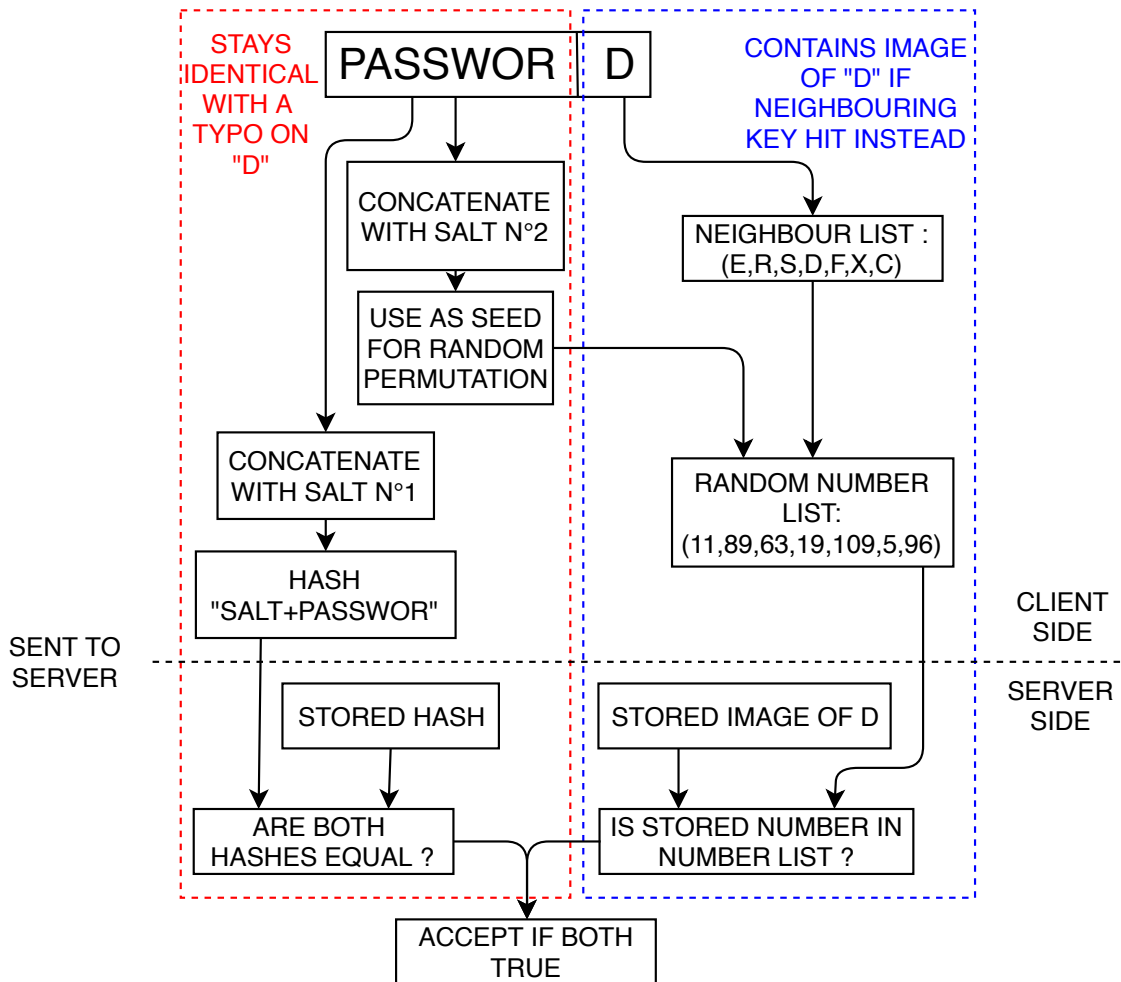 STAYS
IDENTICAL
WITH A
TYPO ON
"D"
PASSWOR D
CONTAINS IMAGE
OF "D" IF
NEIGHBOURING
KEY HIT INSTEAD
CONCATENATE
WITH SALT N°2
NEIGHBOUR LIST :
(E,R,S,D,F,X,C)
USE AS SEED
FOR RANDOM
PERMUTATION
CONCATENATE
WITH SALT N°1
RANDOM NUMBER
LIST:
(11,89,63,19,109,5,96)
HASH
"SALT+PASSWOR"
CLIENT
SIDE
SENT TO
SERVER
SERVER
SIDE
STORED HASH
STORED IMAGE OF D
ARE BOTH
HASHES EQUAL ?
IS STORED NUMBER IN
NUMBER LIST ?
ACCEPT IF BOTH
TRUE